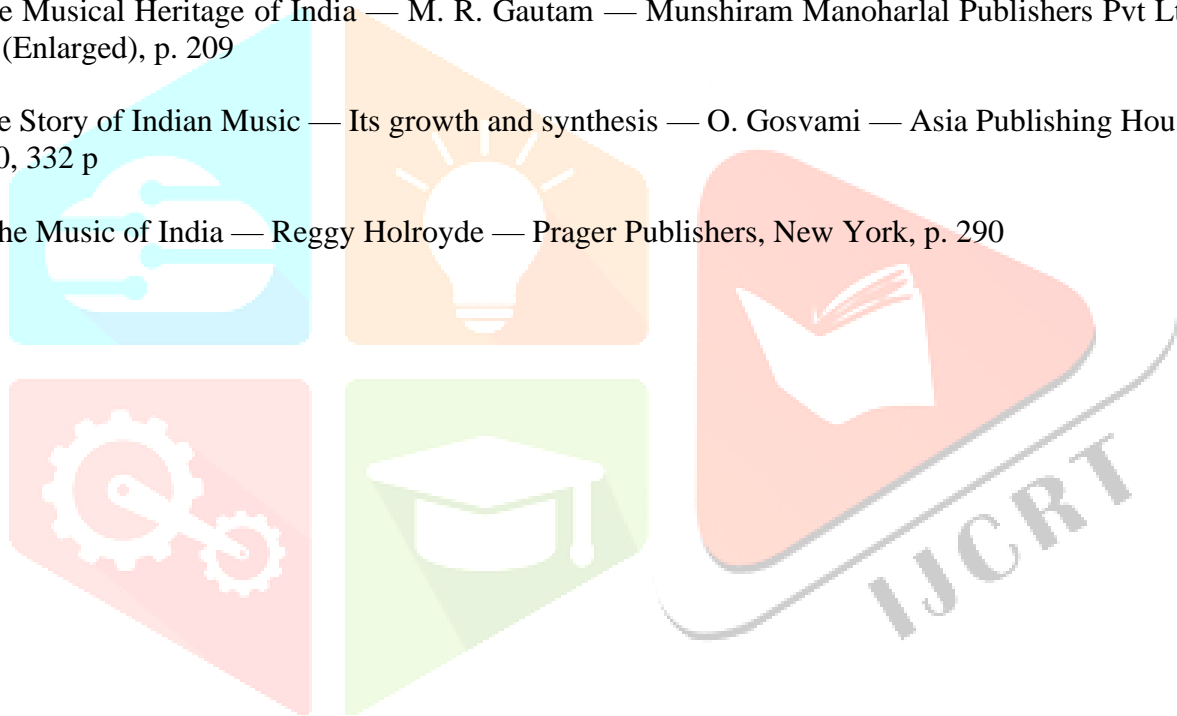 e Musical Heritage of India — M. R. Gautam — Munshiram Manoharlal Publishers Pvt Lt
(Enlarged), p. 209
e Story of Indian Music — Its growth and synthesis — O. Gosvami — Asia Publishing Hou
0, 332 p
he Music of India — Reggy Holroyde — Prager Publishers, New York, p. 290
IJCRT